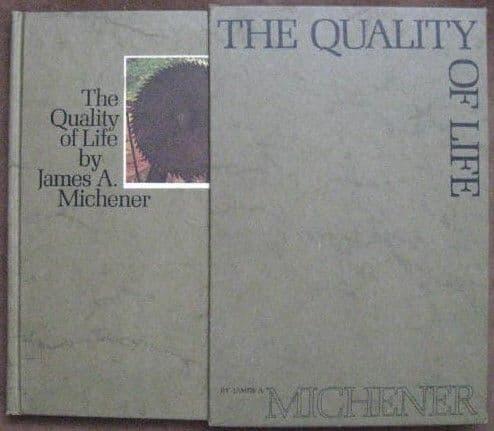 The
Quality
of Life
by
James A.
Michener
THE QUALITY
OF LIFE
BY JAMES A.
MICHENER